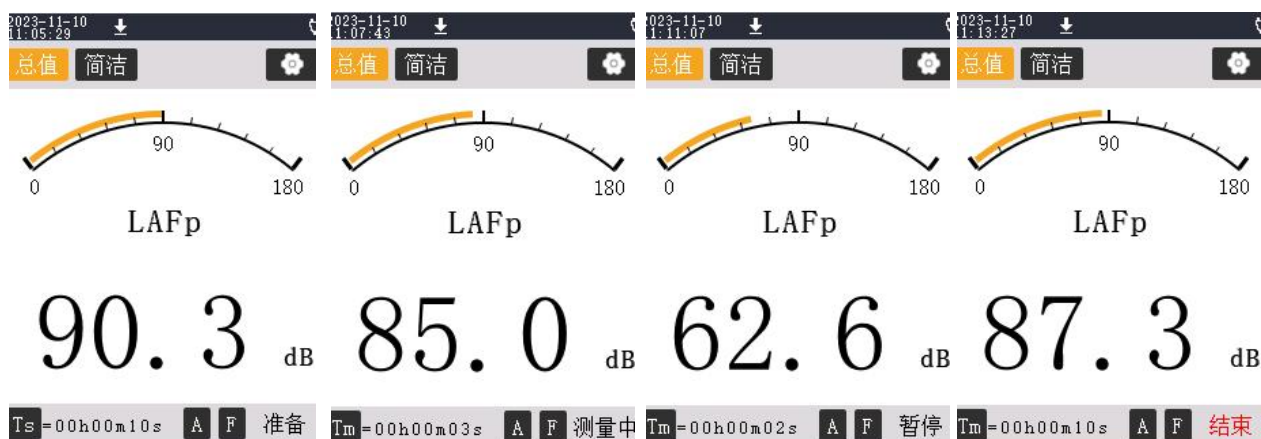 2023-11-10
11:05:29
总值 简洁
90
0 180
LAFp
90.3 dB
Ts=00h00m10s A F 准备
2023-11-10
11:07:43
总值 简洁
90
0 180
LAFp
85.0 dB
Tm=00h00m03s A F 测量中
2023-11-10
11:11:07
总值 简洁
90
0 180
LAFp
62.6 dB
Tm=00h00m02s A F 暂停
2023-11-10
11:13:27
总值 简洁
90
0 180
LAFp
87.3 dB
Tm=00h00m10s A F 结束